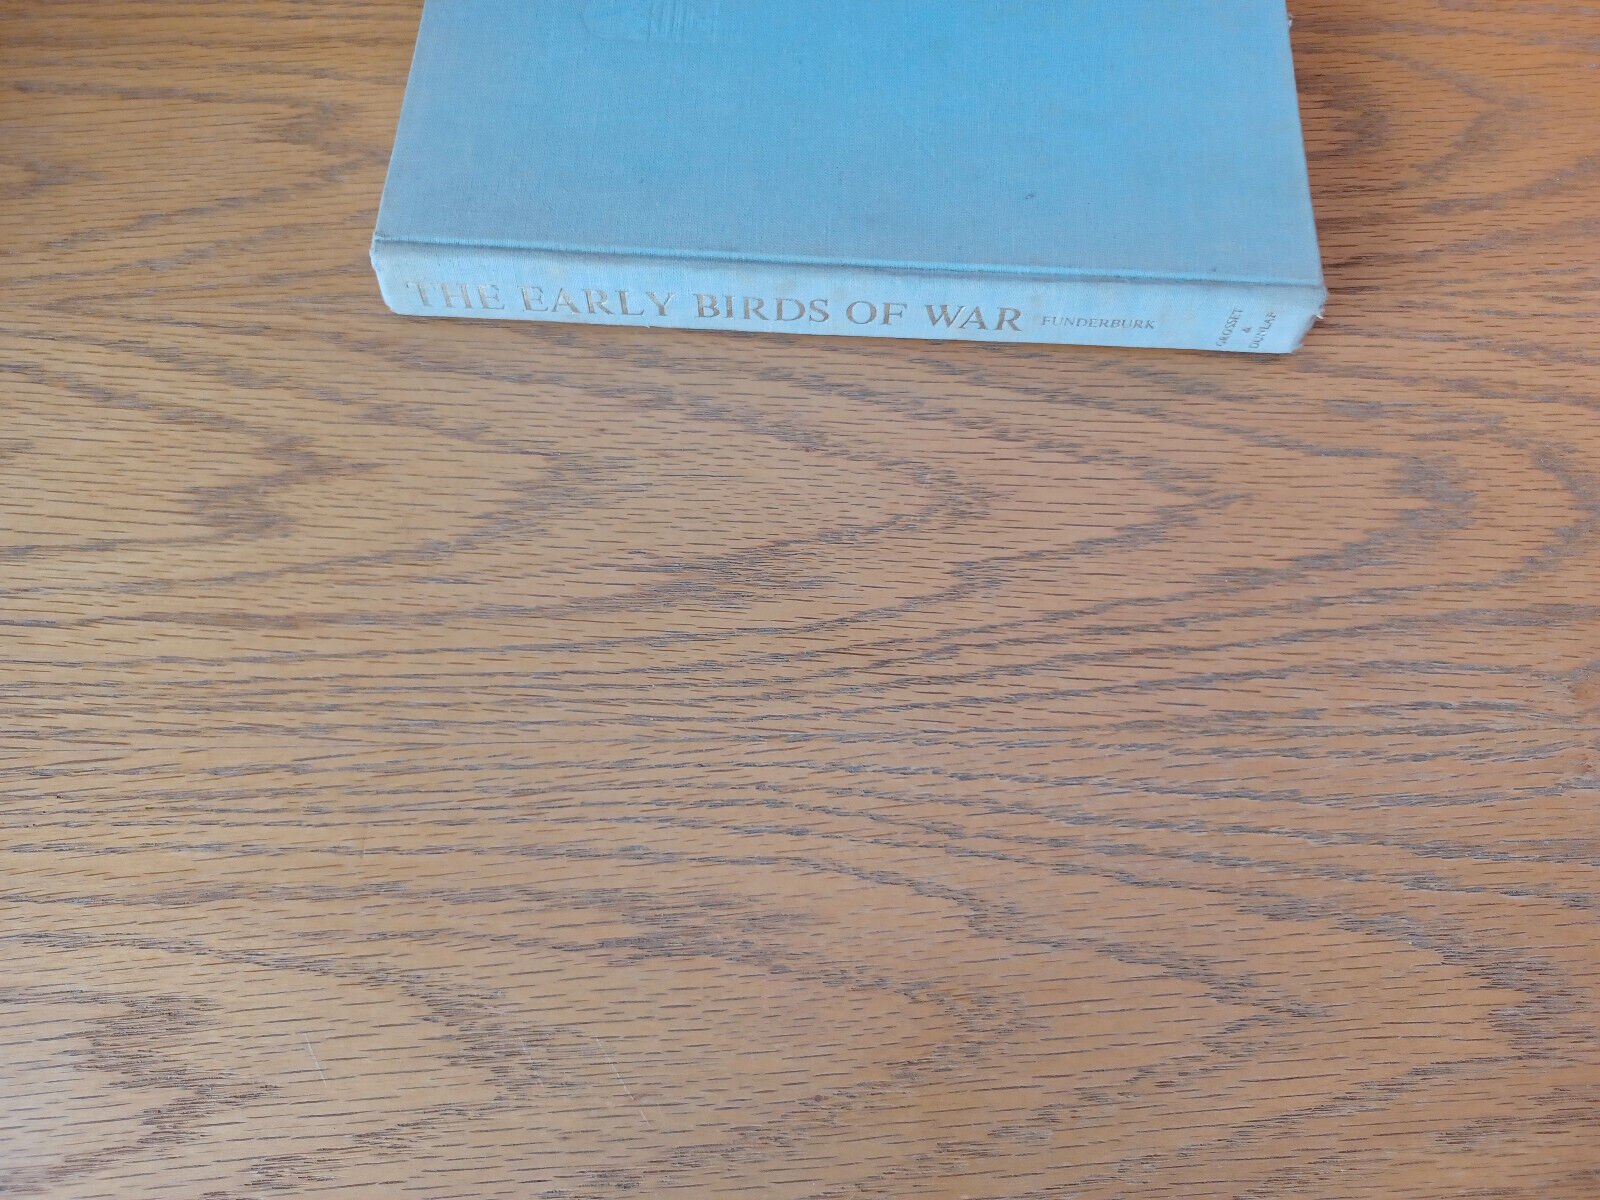 THE EARLY BIRDS OF WAR FUNDERBURK
GROSSET
&
DUNLAP